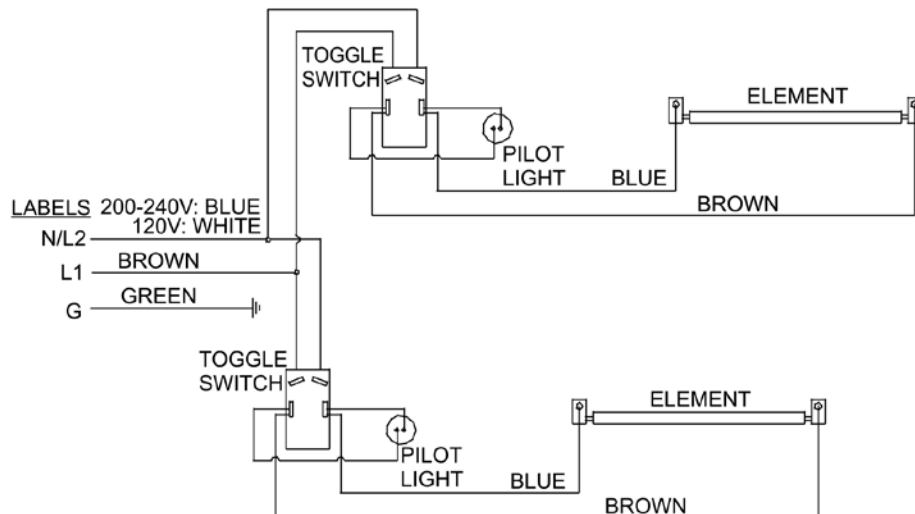 TOGGLE
SWITCH
ELEMENT
PILOT
LIGHT
BLUE
BROWN
LABELS 200-240V: BLUE
120V: WHITE
N/L2
L1 BROWN
G GREEN
TOGGLE
SWITCH
ELEMENT
PILOT
LIGHT
BLUE
BROWN